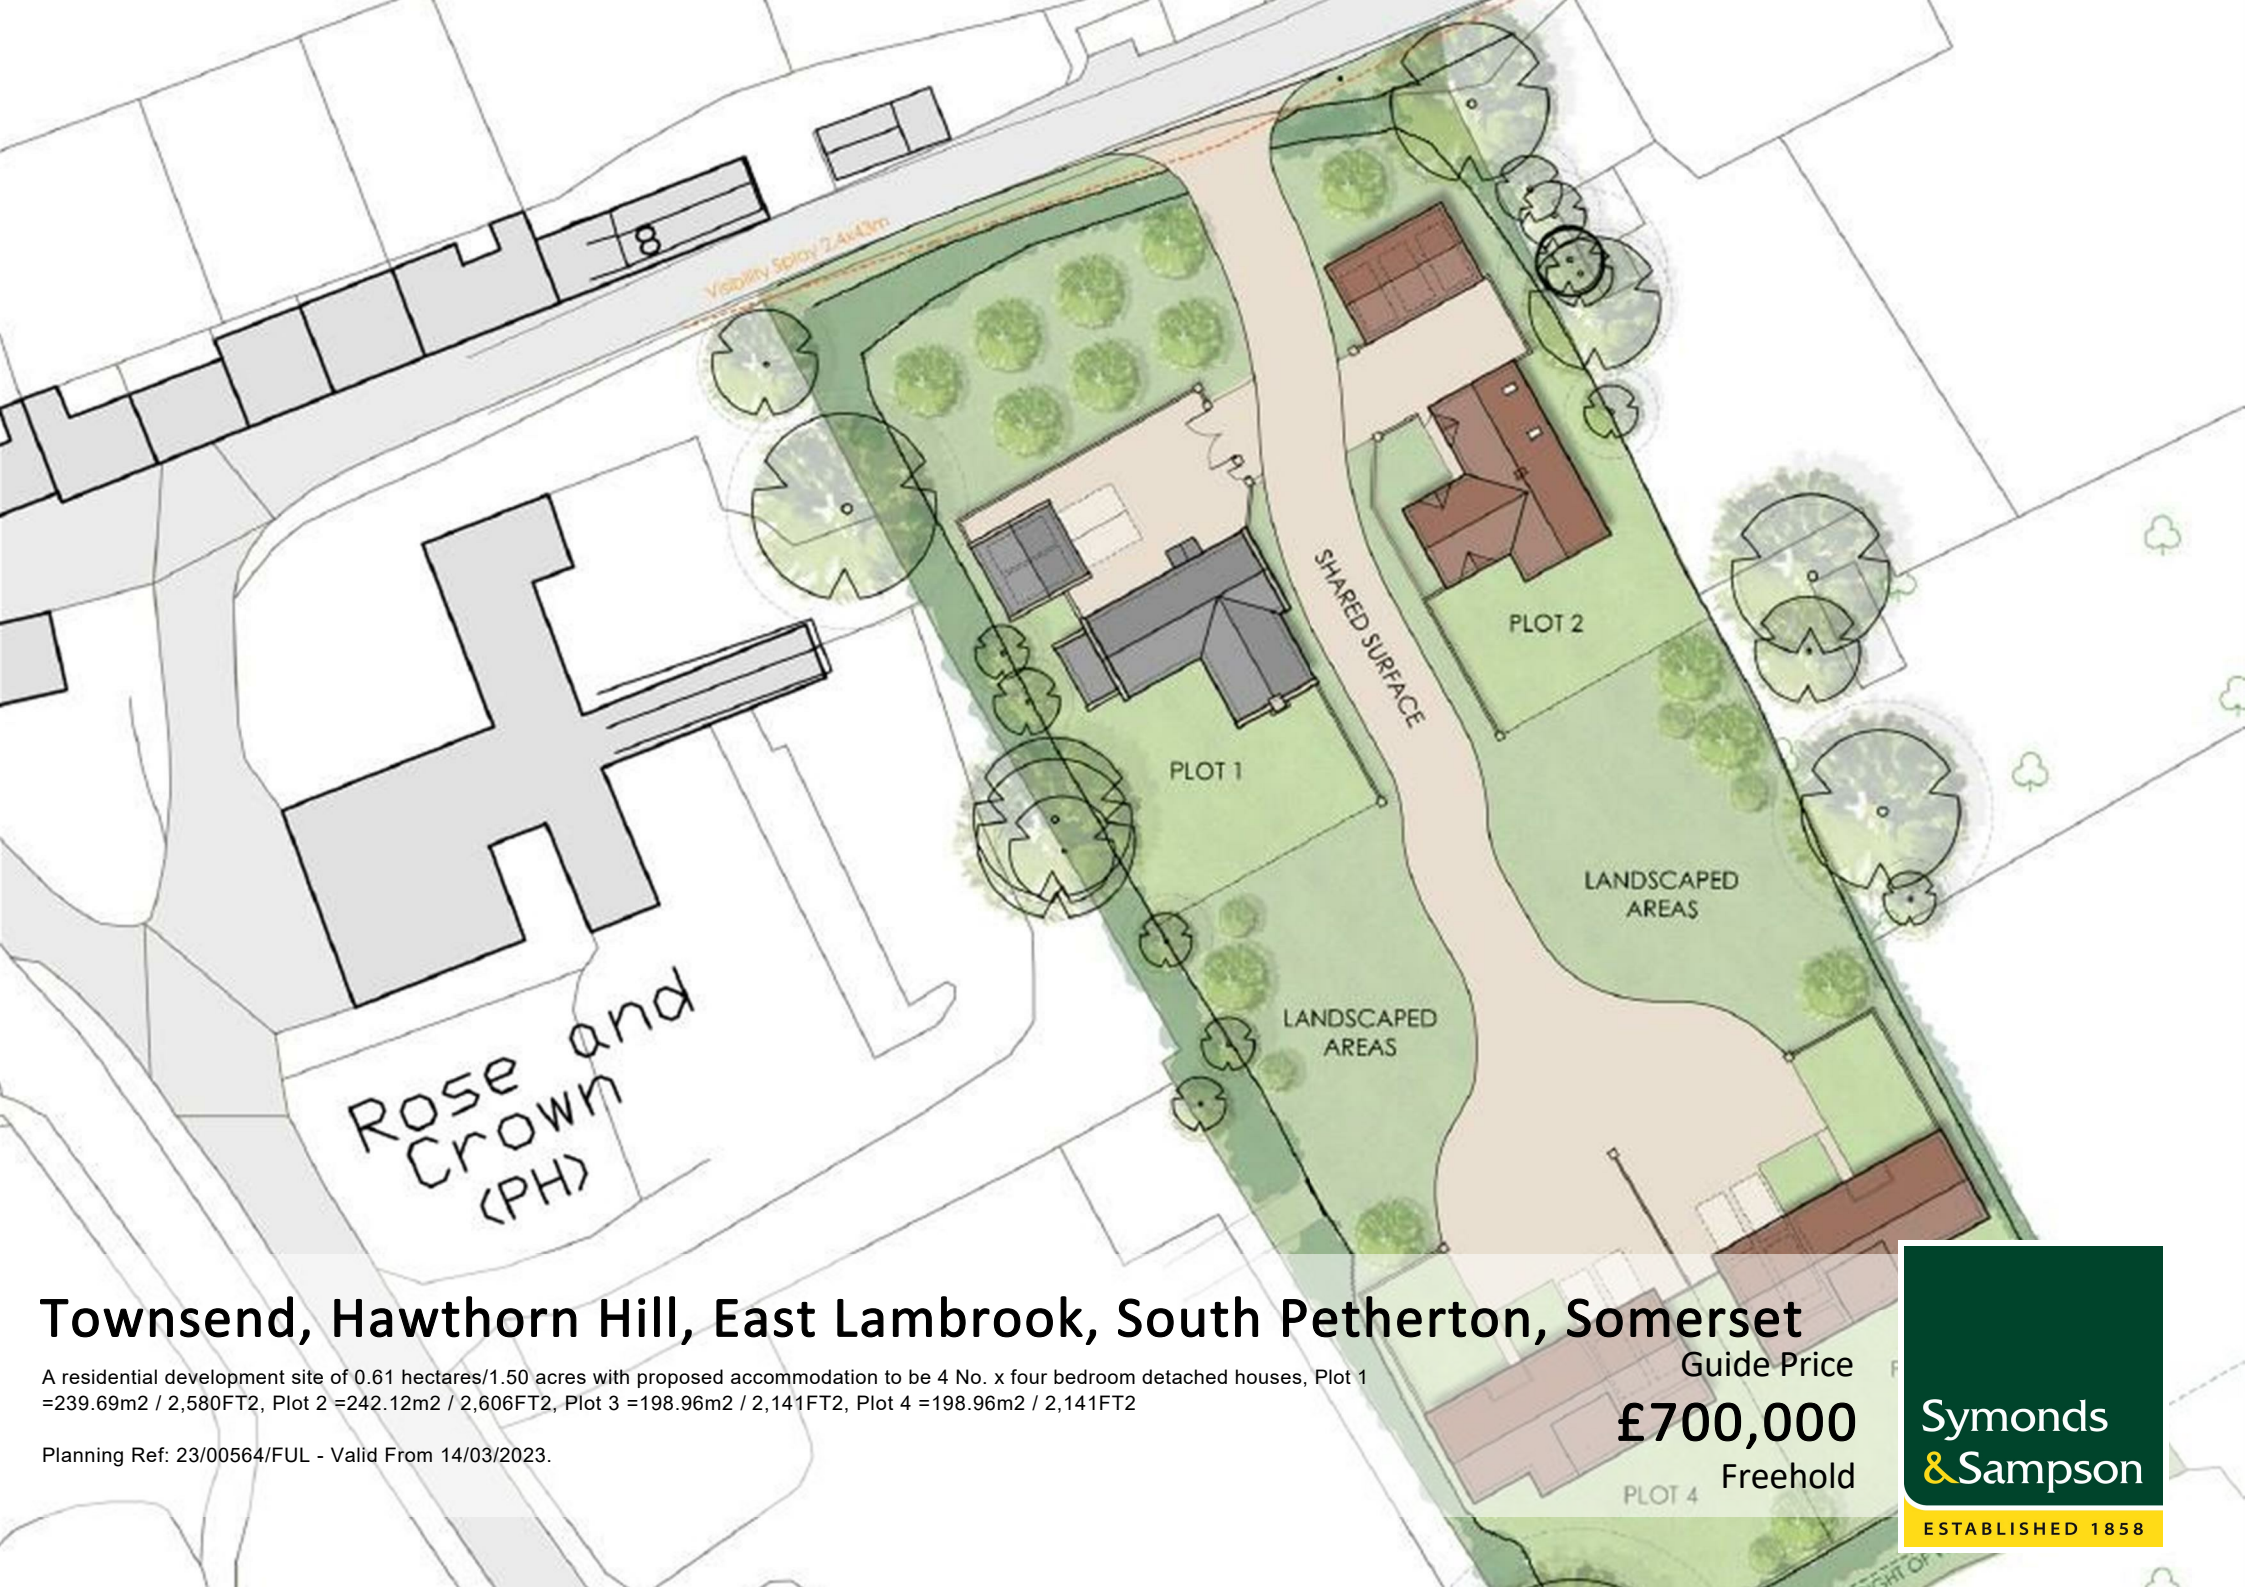 8
Visibility Splay 2.4x43m
SHARED SURFACE
PLOT 2
PLOT 1
LANDSCAPED
AREAS
LANDSCAPED
AREAS
Rose and
Crown
(PH)
Townsend, Hawthorn Hill, East Lambrook, South Petherton, Somerset
A residential development site of 0.61 hectares/1.50 acres with proposed accommodation to be 4 No. x four bedroom detached houses, Plot 1
=239.69m2 / 2,580FT2, Plot 2 =242.12m2 / 2,606FT2, Plot 3 =198.96m2 / 2,141FT2, Plot 4 =198.96m2 / 2,141FT2
Planning Ref: 23/00564/FUL - Valid From 14/03/2023.
Guide Price
£700,000
Freehold
PLOT 4
Symonds
&Sampson
ESTABLISHED 1858